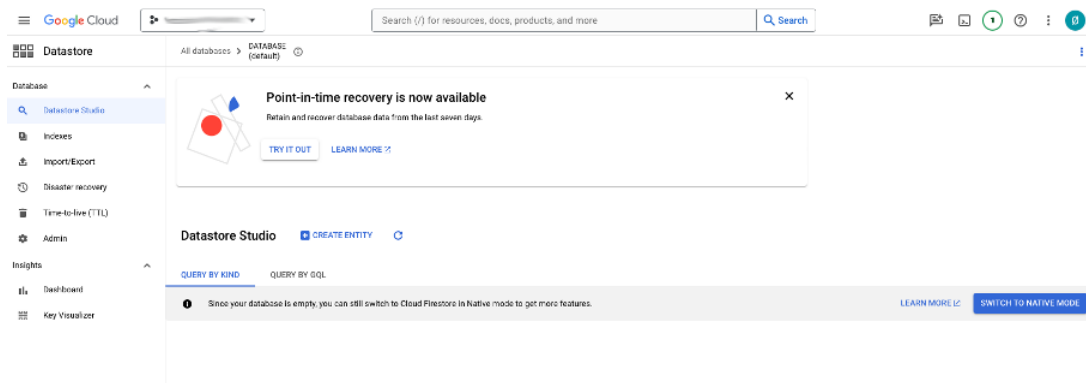 Google Cloud
Search (/) for resources, docs, products, and more
Search
1
Ø
Datastore
All databases
DATABASE
(default)
Database
Datastore Studio
Indexes
Import/Export
Disaster recovery
Time-to-live (TTL)
Admin
Insights
Dashboard
Key Visualizer
Point-in-time recovery is now available
Retain and recover database data from the last seven days.
TRY IT OUT
LEARN MORE
Datastore Studio
CREATE ENTITY
QUERY BY KIND
QUERY BY GQL
Since your database is empty, you can still switch to Cloud Firestore in Native mode to get more features.
LEARN MORE
SWITCH TO NATIVE MODE